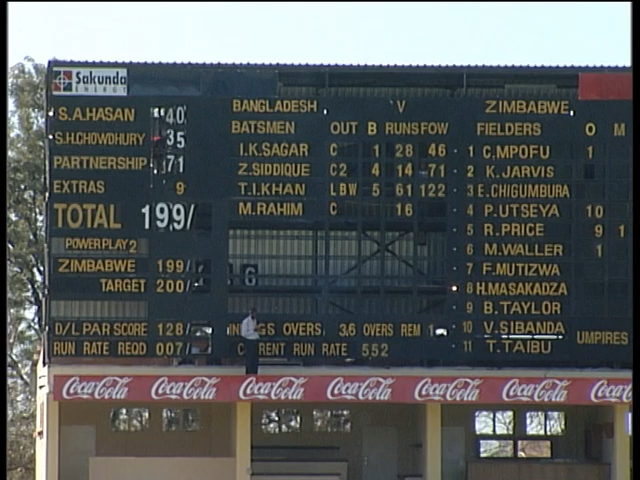 Sakunda
ENERGY
S.A.HASAN 40
S.H.CHOWDHURY 35
PARTNERSHIP 71
EXTRAS 9
TOTAL 199/
POWERPLAY 2
ZIMBABWE 199/
TARGET 200/
D/L PAR SCORE 128/
RUN RATE REQD 007/
BANGLADESH V ZIMBABWE
BATSMEN OUT B RUNS FOW
I.K.SAGAR C 1 28 46
Z.SIDDIQUE C2 4 14 71
T.I.KHAN LBW 5 61 122
M.RAHIM C 16
6
OVERS 3.6 OVERS REM
RENT RUN RATE 552
FIELDERS O M
1 C.MPOFU 1
2 K.JARVIS
3 E.CHIGUMBURA
4 P.UTSEYA 10
5 R.PRICE 9 1
6 M.WALLER 1
7 F.MUTIZWA
8 H.MASAKADZA
9 B.TAYLOR
10 V.SIBANDA
11 T.TAIBU
UMPIRES
Coca-Cola Coca-Cola Coca-Cola Coca-Cola Coca-Cola Coca-Cola Coca